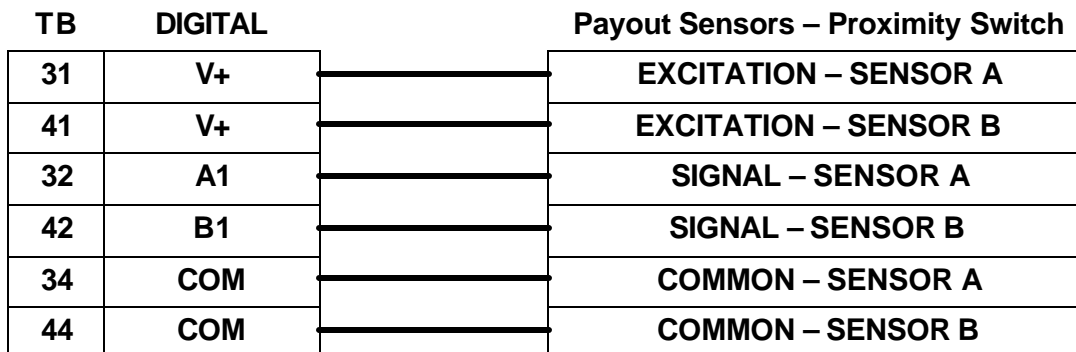 TB DIGITAL Payout Sensors – Proximity Switch
31 V+ EXCITATION – SENSOR A
41 V+ EXCITATION – SENSOR B
32 A1 SIGNAL – SENSOR A
42 B1 SIGNAL – SENSOR B
34 COM COMMON – SENSOR A
44 COM COMMON – SENSOR B